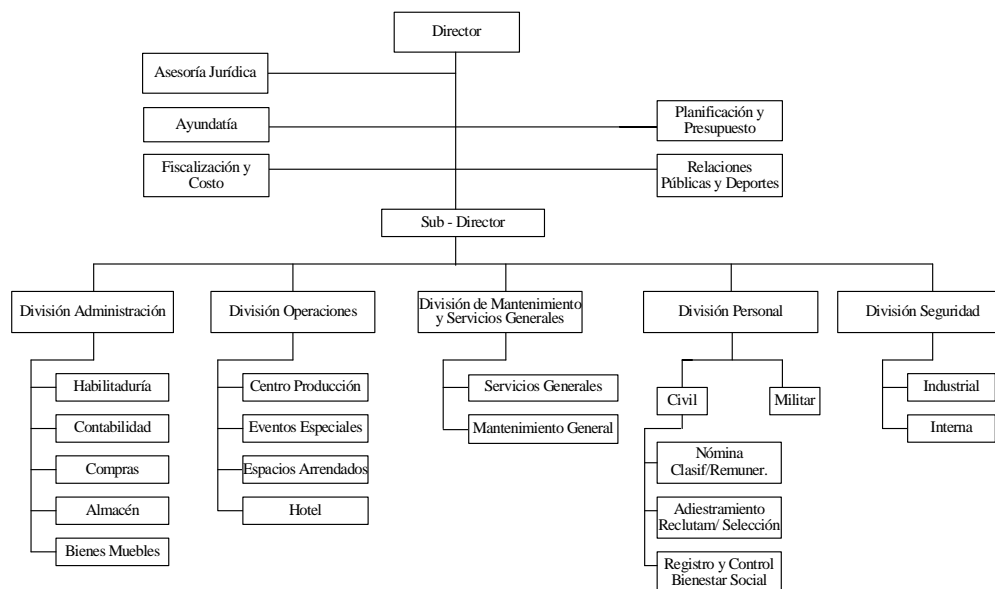 Director
Asesoría Jurídica
Ayundatía
Planificación y
Presupuesto
Fiscalización y
Costo
Relaciones
Públicas y Deportes
Sub - Director
División Administración
División Operaciones
División de Mantenimiento
y Servicios Generales
División Personal
División Seguridad
Habilitaduría
Contabilidad
Compras
Almacén
Bienes Muebles
Centro Producción
Eventos Especiales
Espacios Arrendados
Hotel
Servicios Generales
Mantenimiento General
Civil
Militar
Nómina
Clasif/Remuner.
Adiestramiento
Reclutam/ Selección
Registro y Control
Bienestar Social
Industrial
Interna